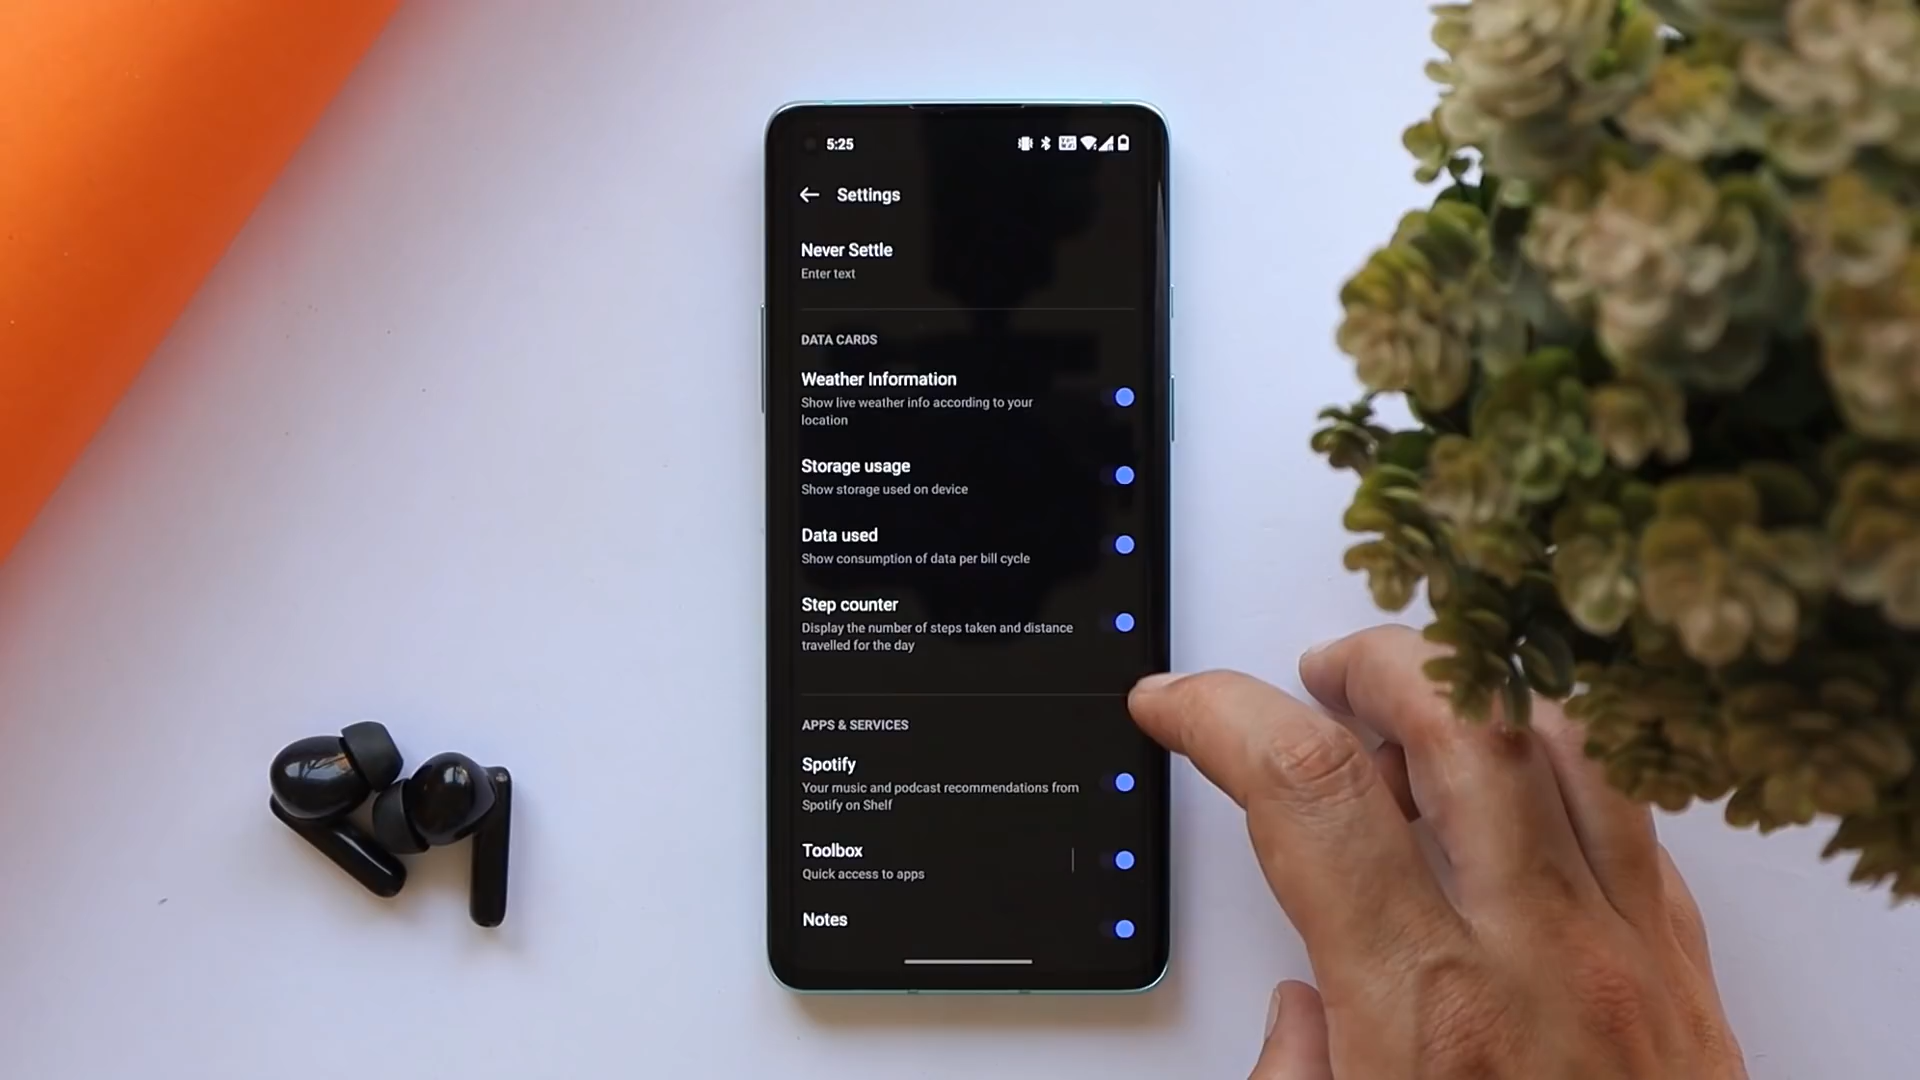 5:25
Settings
Never Settle
Enter text
DATA CARDS
Weather Information
Show live weather info according to your
location
Storage usage
Show storage used on device
Data used
Show consumption of data per bill cycle
Step counter
Display the number of steps taken and distance
travelled for the day
APPS & SERVICES
Spotify
Your music and podcast recommendations from
Spotify on Shelf
Toolbox
Quick access to apps
Notes